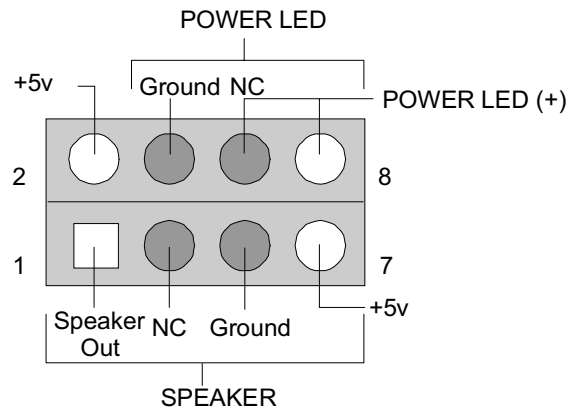 POWER LED
+5v
Ground NC
POWER LED (+)
2
8
1
7
+5v
Speaker
Out
NC
Ground
SPEAKER